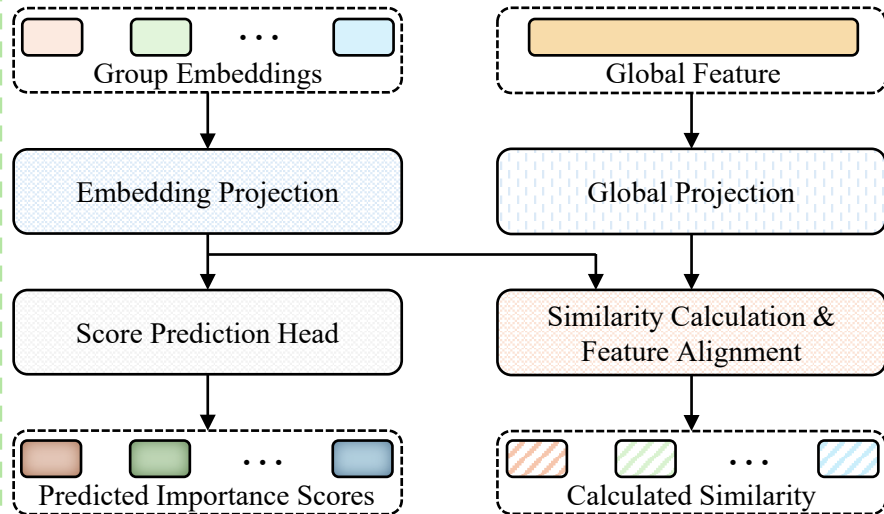 Group Embeddings
Global Feature
Embedding Projection
Global Projection
Score Prediction Head
Similarity Calculation &
Feature Alignment
Predicted Importance Scores
Calculated Similarity